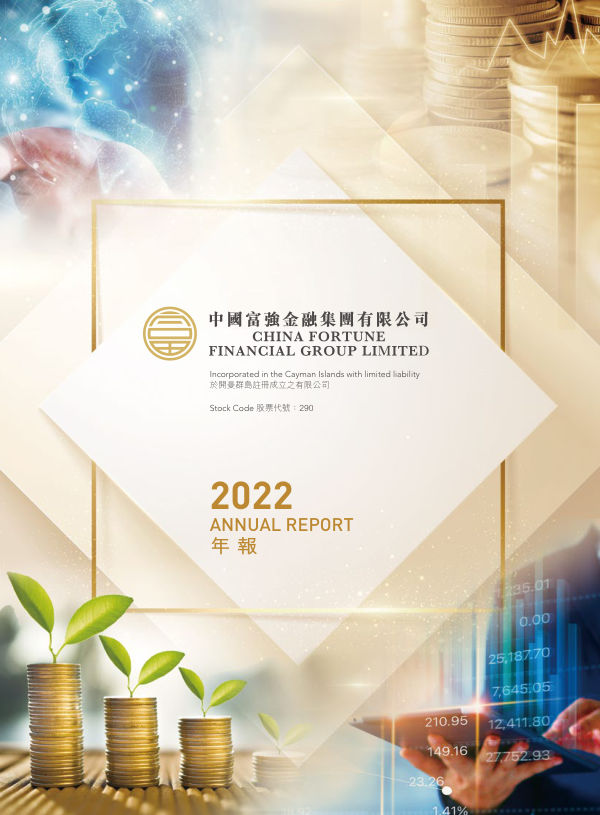 中國富強金融集團有限公司
CHINA FORTUNE
FINANCIAL GROUP LIMITED
Incorporated in the Cayman Islands with limited liability
於開曼群島註冊成立之有限公司
Stock Code 股票代號：290
2022
ANNUAL REPORT
年報
,235.01
0.00
25,187.70
7,645.05
210.95
12,411.80
149.16
27,752.93
23.26
1.41%